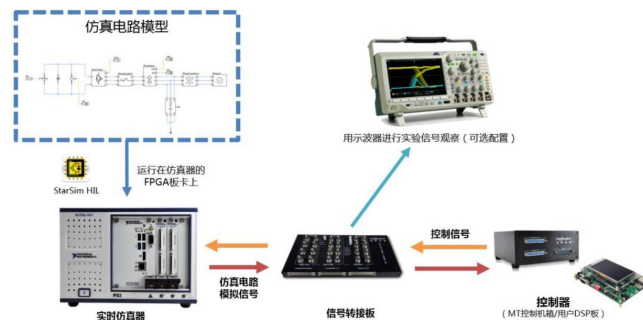 仿真电路模型
用示波器进行实验信号观察（可选配置）
StarSim HIL
运行在仿真器的
FPGA板卡上
控制信号
仿真电路
模拟信号
PXI
实时仿真器
信号转接板
控制器
（MT控制机箱/用户DSP板）